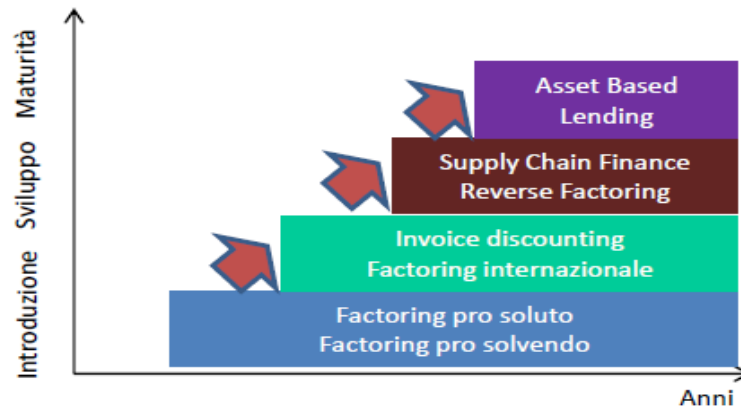 Maturità
Sviluppo
Introduzione
Asset Based
Lending
Supply Chain Finance
Reverse Factoring
Invoice discounting
Factoring internazionale
Factoring pro soluto
Factoring pro solvendo
Anni